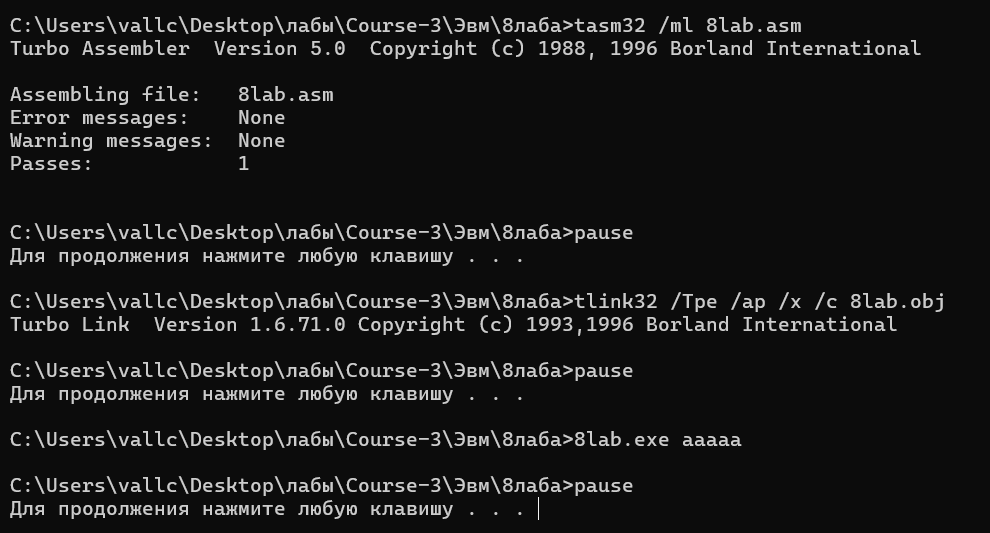 C:\Users\vallc\Desktop\лабы\Course-3\Эвм\8лаба>tasm32 /ml 8lab.asm
Turbo Assembler  Version 5.0  Copyright (c) 1988, 1996 Borland International
Assembling file:   8lab.asm
Error messages:    None
Warning messages:  None
Passes:            1
C:\Users\vallc\Desktop\лабы\Course-3\Эвм\8лаба>pause
Для продолжения нажмите любую клавишу . . .
C:\Users\vallc\Desktop\лабы\Course-3\Эвм\8лаба>tlink32 /Tpe /ap /x /c 8lab.obj
Turbo Link  Version 1.6.71.0 Copyright (c) 1993,1996 Borland International
C:\Users\vallc\Desktop\лабы\Course-3\Эвм\8лаба>pause
Для продолжения нажмите любую клавишу . . .
C:\Users\vallc\Desktop\лабы\Course-3\Эвм\8лаба>8lab.exe aaaaa
C:\Users\vallc\Desktop\лабы\Course-3\Эвм\8лаба>pause
Для продолжения нажмите любую клавишу . . .